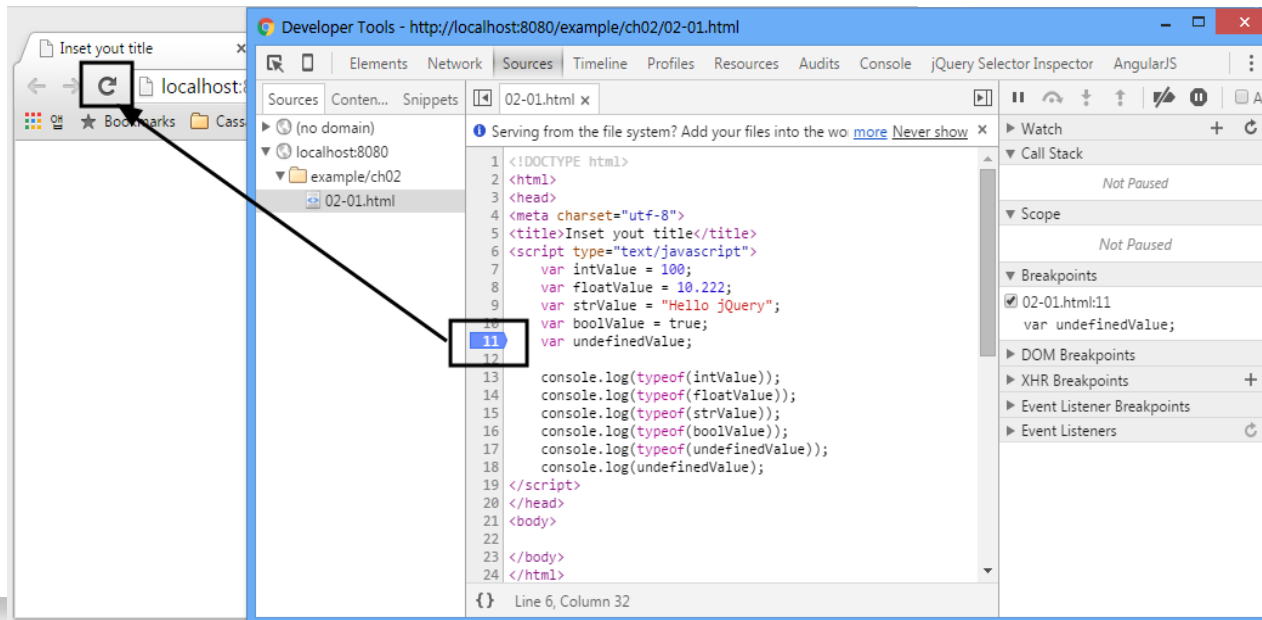 Inset yout title ×
localhost:8
앱 Bookmarks Cass
Developer Tools - http://localhost:8080/example/ch02/02-01.html
Elements Network Sources Timeline Profiles Resources Audits Console jQuery Selector Inspector AngularJS
Sources Conten... Snippets
(no domain)
localhost:8080
example/ch02
02-01.html
02-01.html ×
Serving from the file system? Add your files into the wo more Never show ×
1 <!DOCTYPE html>
2 <html>
3 <head>
4 <meta charset="utf-8">
5 <title>Inset yout title</title>
6 <script type="text/javascript">
7 var intValue = 100;
8 var floatValue = 10.222;
9 var strValue = "Hello jQuery";
10 var boolValue = true;
11 var undefinedValue;
12
13 console.log(typeof(intValue));
14 console.log(typeof(floatValue));
15 console.log(typeof(strValue));
16 console.log(typeof(boolValue));
17 console.log(typeof(undefinedValue));
18 console.log(undefinedValue);
19 </script>
20 </head>
21 <body>
22
23 </body>
24 </html>
{} Line 6, Column 32
A
Watch
Call Stack
Not Paused
Scope
Not Paused
Breakpoints
02-01.html:11
var undefinedValue;
DOM Breakpoints
XHR Breakpoints
Event Listener Breakpoints
Event Listeners